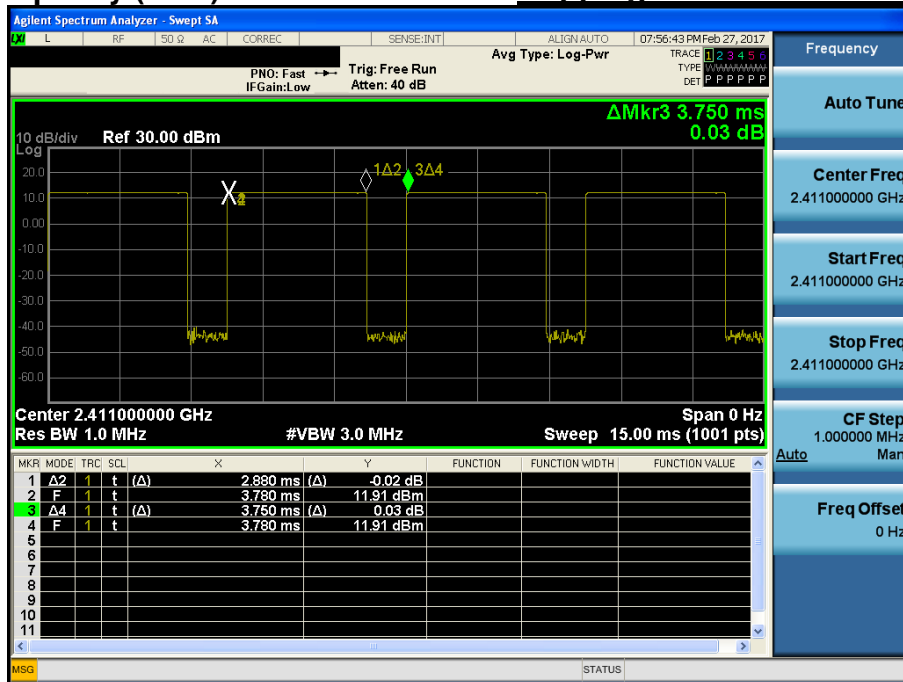 Agilent Spectrum Analyzer - Swept SA
LXI L RF 50 Ω AC CORREC SENSE:INT ALIGN AUTO 07:56:43 PM Feb 27, 2017
Avg Type: Log-Pwr TRACE 1 2 3 4 5 6
PNO: Fast Trig: Free Run TYPE
IFGain:Low Atten: 40 dB DET P P P P P P
ΔMkr3 3.750 ms
0.03 dB
10 dB/div Ref 30.00 dBm
Log
20.0
10.0
0.00
-10.0
-20.0
-30.0
-40.0
-50.0
-60.0
1Δ2 3Δ4
X
Center 2.411000000 GHz Span 0 Hz
Res BW 1.0 MHz #VBW 3.0 MHz Sweep 15.00 ms (1001 pts)
MKR MODE TRC SCL X Y FUNCTION FUNCTION WIDTH FUNCTION VALUE
1 Δ2 1 t (Δ) 2.880 ms (Δ) -0.02 dB
2 F 1 t 3.780 ms 11.91 dBm
3 Δ4 1 t (Δ) 3.750 ms (Δ) 0.03 dB
4 F 1 t 3.780 ms 11.91 dBm
5
6
7
8
9
10
11
MSG STATUS
Frequency
Auto Tune
Center Freq
2.411000000 GHz
Start Freq
2.411000000 GHz
Stop Freq
2.411000000 GHz
CF Step
1.000000 MHz
Auto Man
Freq Offset
0 Hz